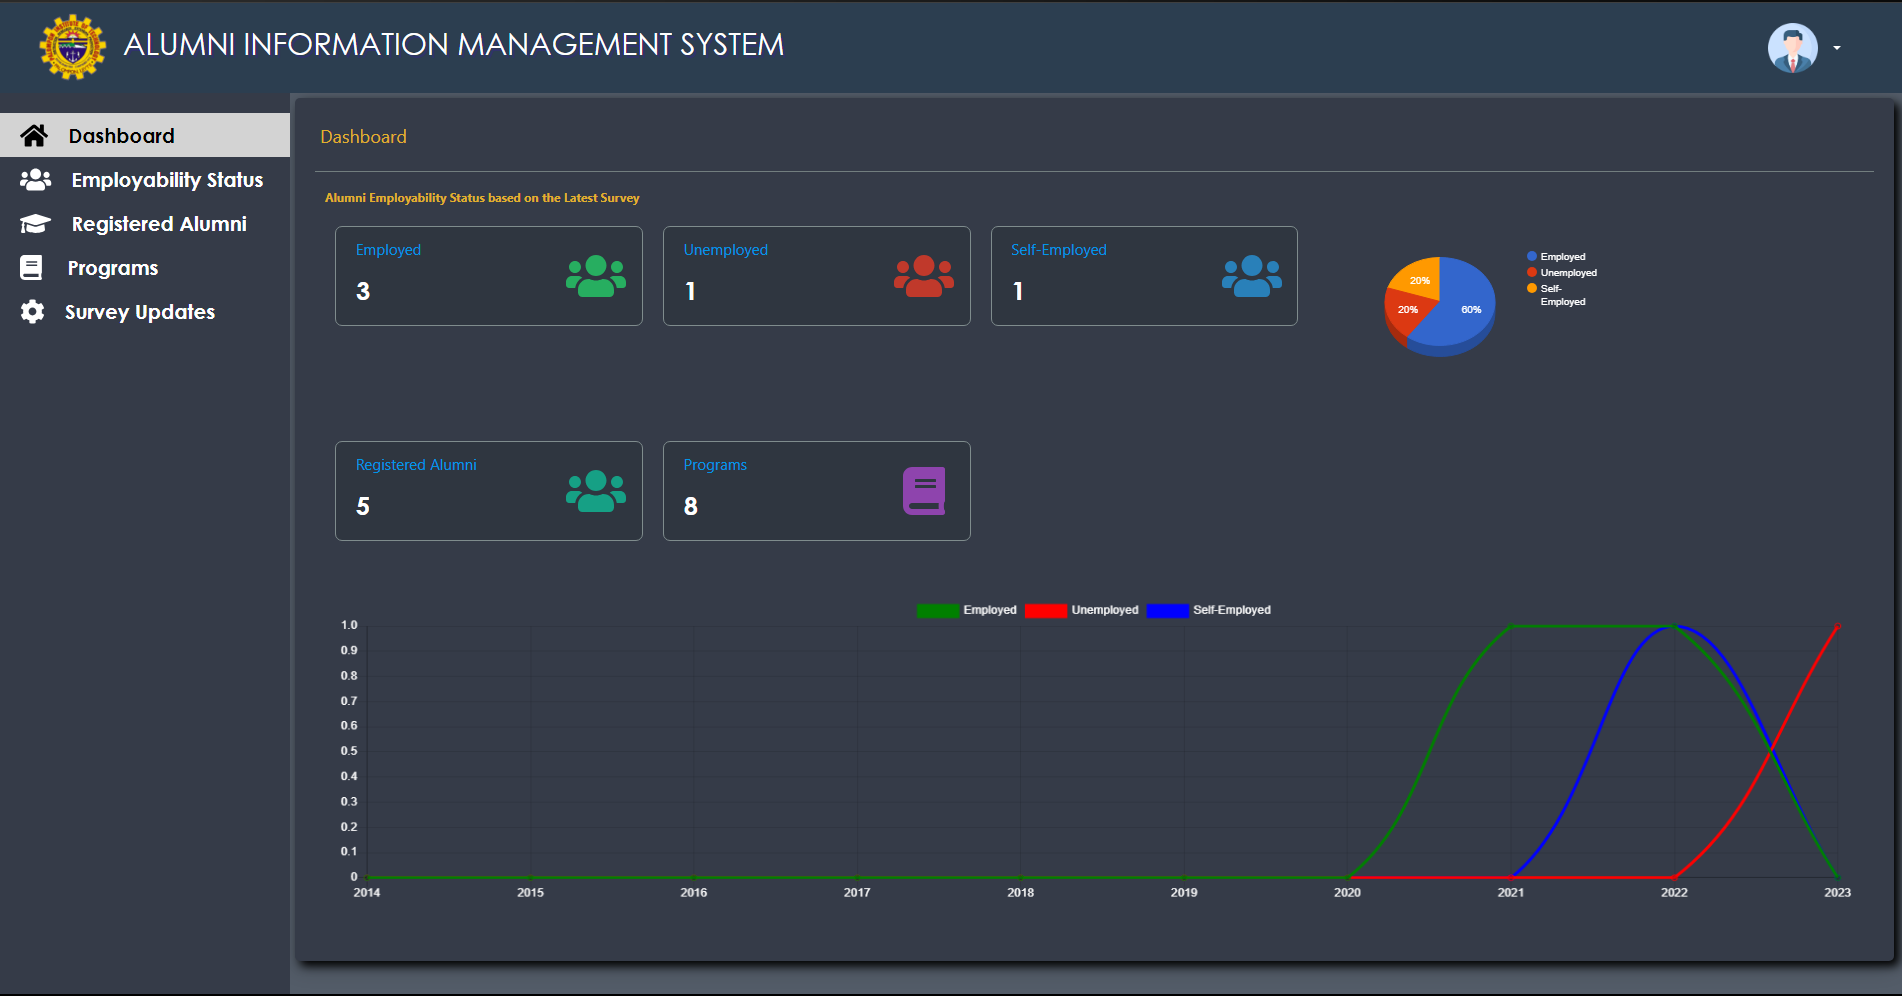 ALUMNI INFORMATION MANAGEMENT SYSTEM
Dashboard
Employability Status
Registered Alumni
Programs
Survey Updates
Dashboard
Alumni Employability Status based on the Latest Survey
Employed
3
Unemployed
1
Self-Employed
1
20%
20%
60%
Employed
Unemployed
Self-
Employed
Registered Alumni
5
Programs
8
Employed Unemployed Self-Employed
1.0
0.9
0.8
0.7
0.6
0.5
0.4
0.3
0.2
0.1
0
2014 2015 2016 2017 2018 2019 2020 2021 2022 2023